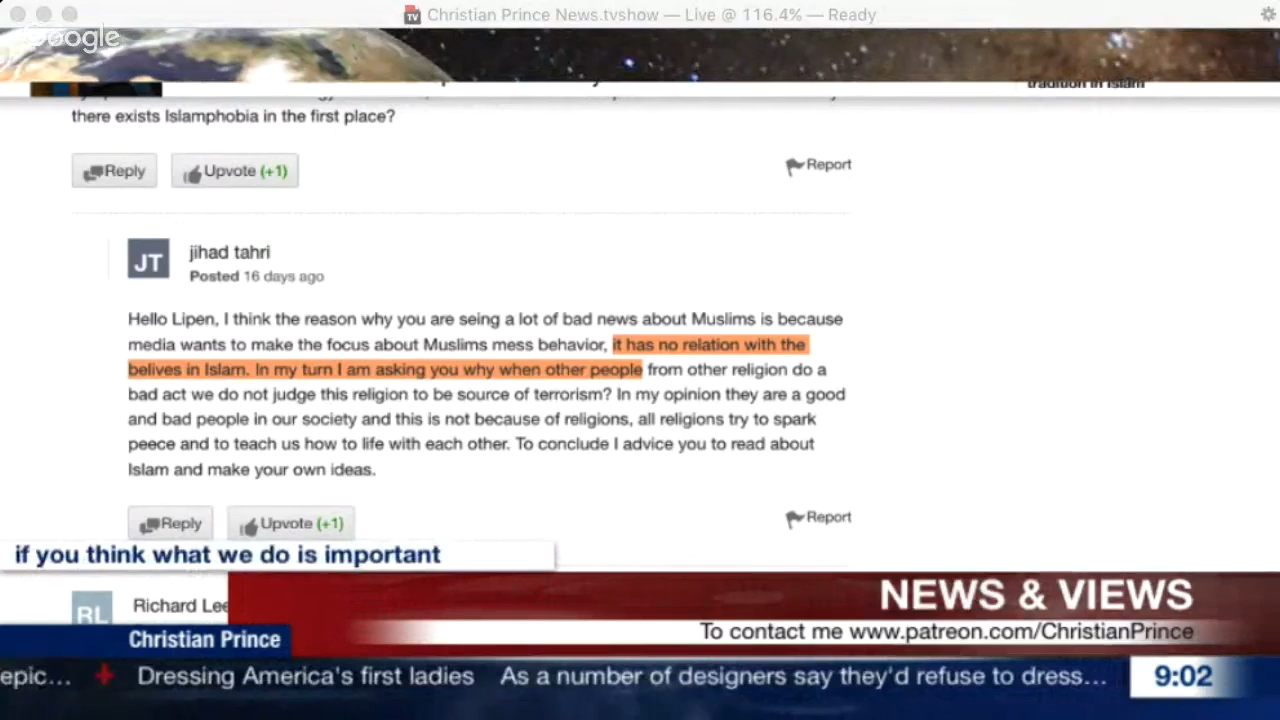 Christian Prince News.tvshow — Live @ 116.4% — Ready
Google
tradition in Islam
there exists Islamphobia in the first place?
Reply
Upvote (+1)
Report
JT
jihad tahri
Posted 16 days ago
Hello Lipen, I think the reason why you are seing a lot of bad news about Muslims is because
media wants to make the focus about Muslims mess behavior, it has no relation with the
belives in Islam. In my turn I am asking you why when other people from other religion do a
bad act we do not judge this religion to be source of terrorism? In my opinion they are a good
and bad people in our society and this is not because of religions, all religions try to spark
peece and to teach us how to life with each other. To conclude I advice you to read about
Islam and make your own ideas.
Reply
Upvote (+1)
Report
if you think what we do is important
RL
Richard Lee
NEWS & VIEWS
To contact me www.patreon.com/ChristianPrince
Christian Prince
epic... Dressing America's first ladies As a number of designers say they'd refuse to dress...
9:02